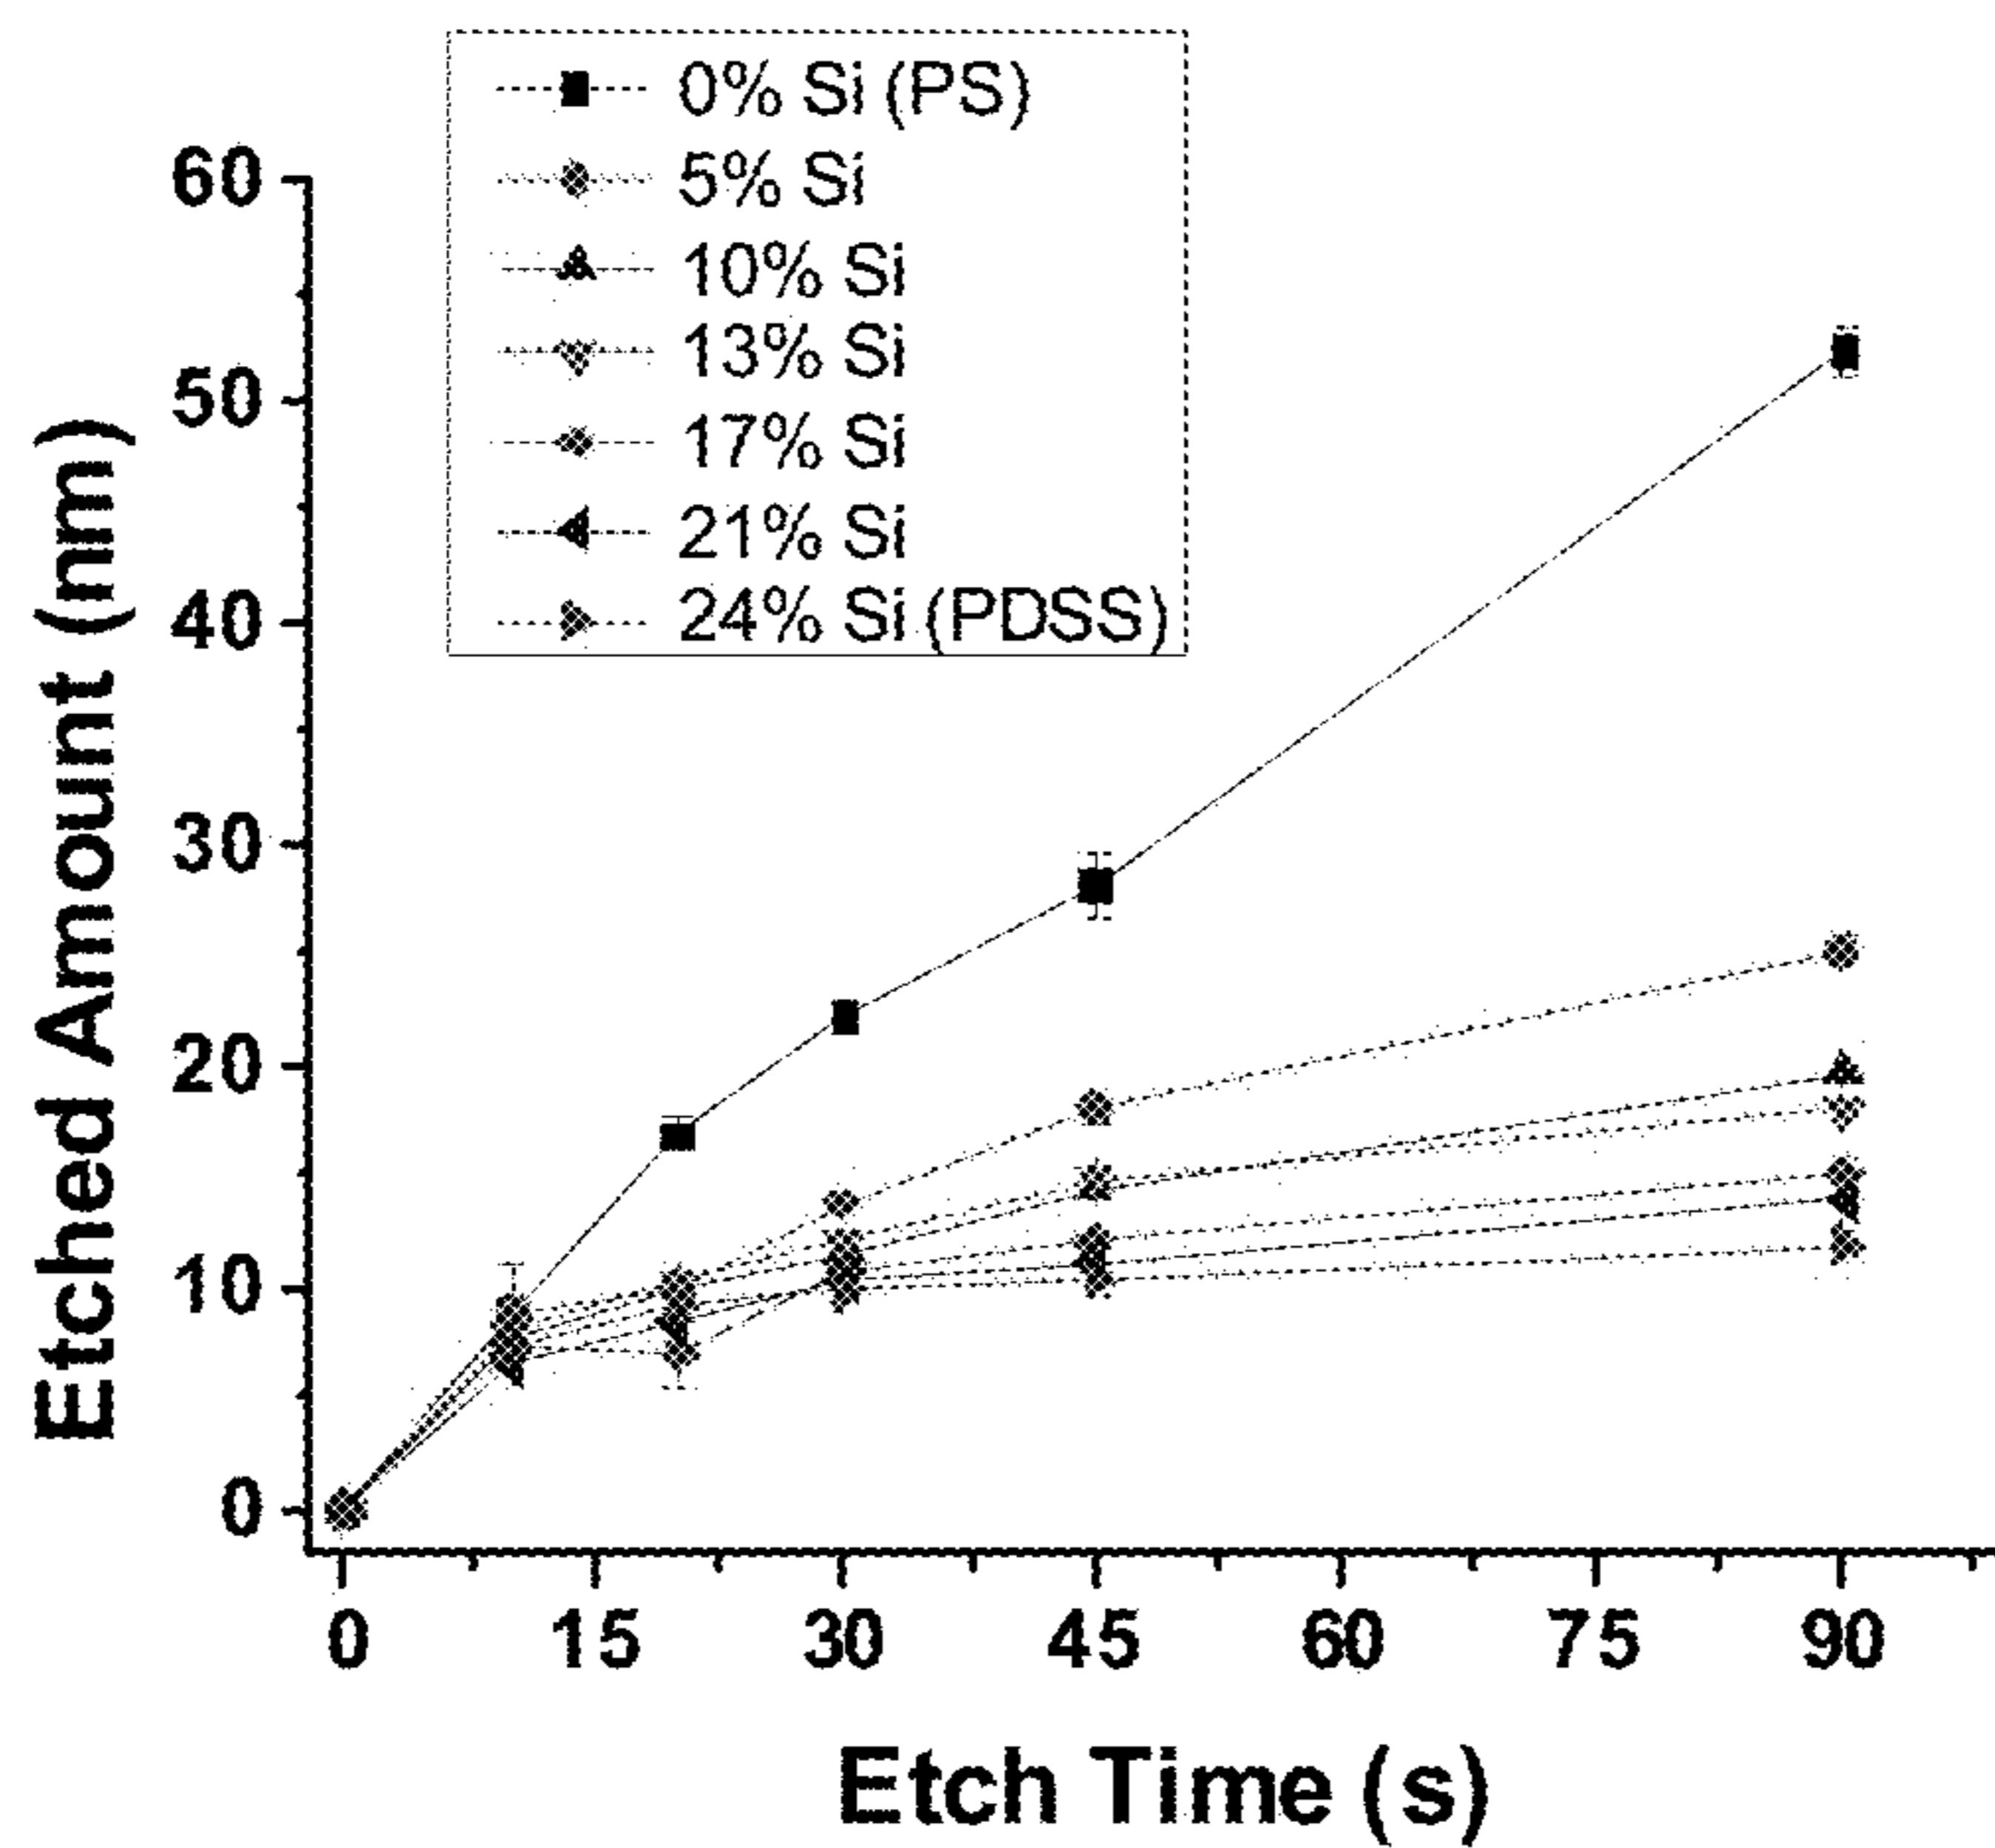 0% Si (PS)
5% Si
10% Si
13% Si
17% Si
21% Si
24% Si (PDSS)
60
50
40
30
20
10
0
Etched Amount (nm)
0 15 30 45 60 75 90
Etch Time (s)